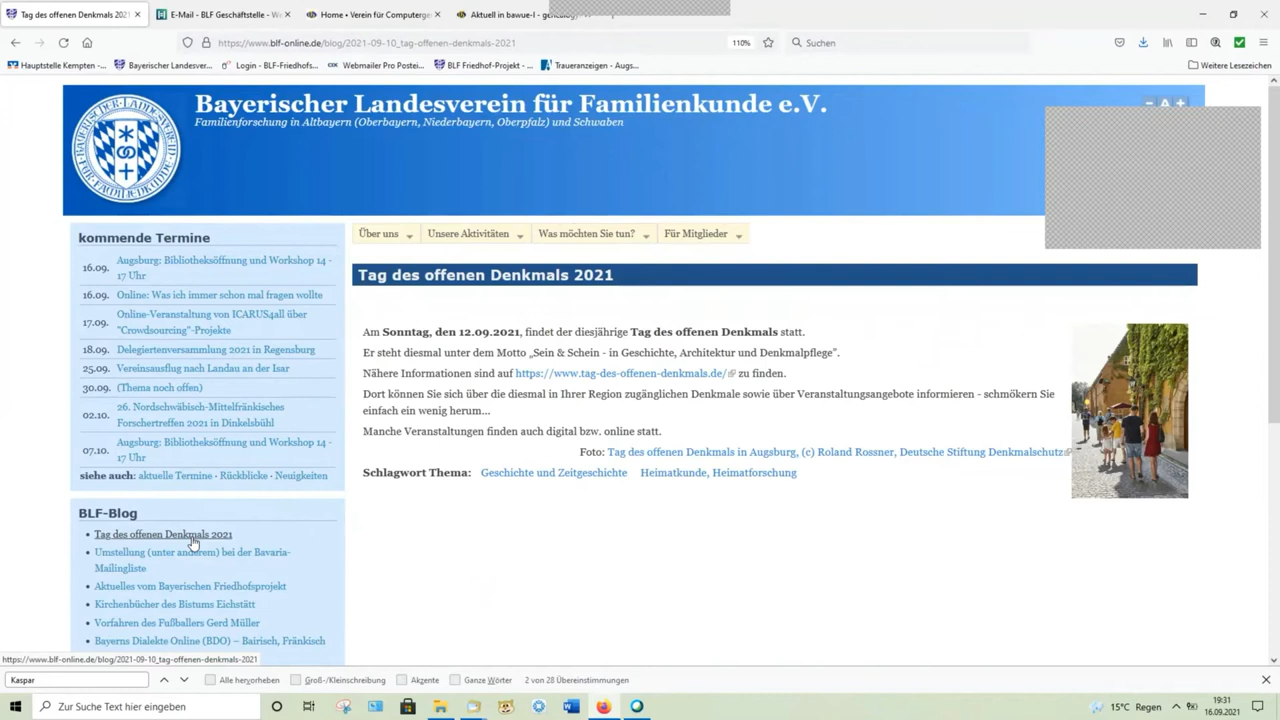 Tag des offenen Denkmals 2021
E-Mail - BLF Geschäftstelle - W
Home • Verein für Computerge
Aktuell in bawue-l - genealogy
https://www.blf-online.de/blog/2021-09-10_tag-offenen-denkmals-2021
110%
Suchen
Hauptstelle Kempten -...
Bayerischer Landesver...
Login - BLF-Friedhofs...
Webmailer Pro Postei...
BLF Friedhof-Projekt - ...
Traueranzeigen - Augs...
Weitere Lesezeichen
Bayerischer Landesverein für Familienkunde e.V.
Familienforschung in Altbayern (Oberbayern, Niederbayern, Oberpfalz) und Schwaben
- A +
Über uns
Unsere Aktivitäten
Was möchten Sie tun?
Für Mitglieder
kommende Termine
16.09. Augsburg: Bibliotheksöffnung und Workshop 14 -
17 Uhr
16.09. Online: Was ich immer schon mal fragen wollte
17.09. Online-Veranstaltung von ICARUS4all über
"Crowdsourcing"-Projekte
18.09. Delegiertenversammlung 2021 in Regensburg
25.09. Vereinsausflug nach Landau an der Isar
30.09. (Thema noch offen)
02.10. 26. Nordschwäbisch-Mittelfränkisches
Forschertreffen 2021 in Dinkelsbühl
07.10. Augsburg: Bibliotheksöffnung und Workshop 14 -
17 Uhr
siehe auch: aktuelle Termine · Rückblicke · Neuigkeiten
BLF-Blog
Tag des offenen Denkmals 2021
Umstellung (unter anderem) bei der Bavaria-
Mailingliste
Aktuelles vom Bayerischen Friedhofsprojekt
Kirchenbücher des Bistums Eichstätt
Vorfahren des Fußballers Gerd Müller
Bayerns Dialekte Online (BDO) – Bairisch, Fränkisch
Tag des offenen Denkmals 2021
Am Sonntag, den 12.09.2021, findet der diesjährige Tag des offenen Denkmals statt.
Er steht diesmal unter dem Motto „Sein & Schein - in Geschichte, Architektur und Denkmalpflege".
Nähere Informationen sind auf https://www.tag-des-offenen-denkmals.de/ zu finden.
Dort können Sie sich über die diesmal in Ihrer Region zugänglichen Denkmale sowie über Veranstaltungsangebote informieren - schmökern Sie
einfach ein wenig herum...
Manche Veranstaltungen finden auch digital bzw. online statt.
Foto: Tag des offenen Denkmals in Augsburg, (c) Roland Rossner, Deutsche Stiftung Denkmalschutz
Schlagwort Thema: Geschichte und Zeitgeschichte Heimatkunde, Heimatforschung
https://www.blf-online.de/blog/2021-09-10_tag-offenen-denkmals-2021
Kaspar
Alle hervorheben
Groß-/Kleinschreibung
Akzente
Ganze Wörter
2 von 28 Übereinstimmungen
Zur Suche Text hier eingeben
15°C Regen
19:31
16.09.2021